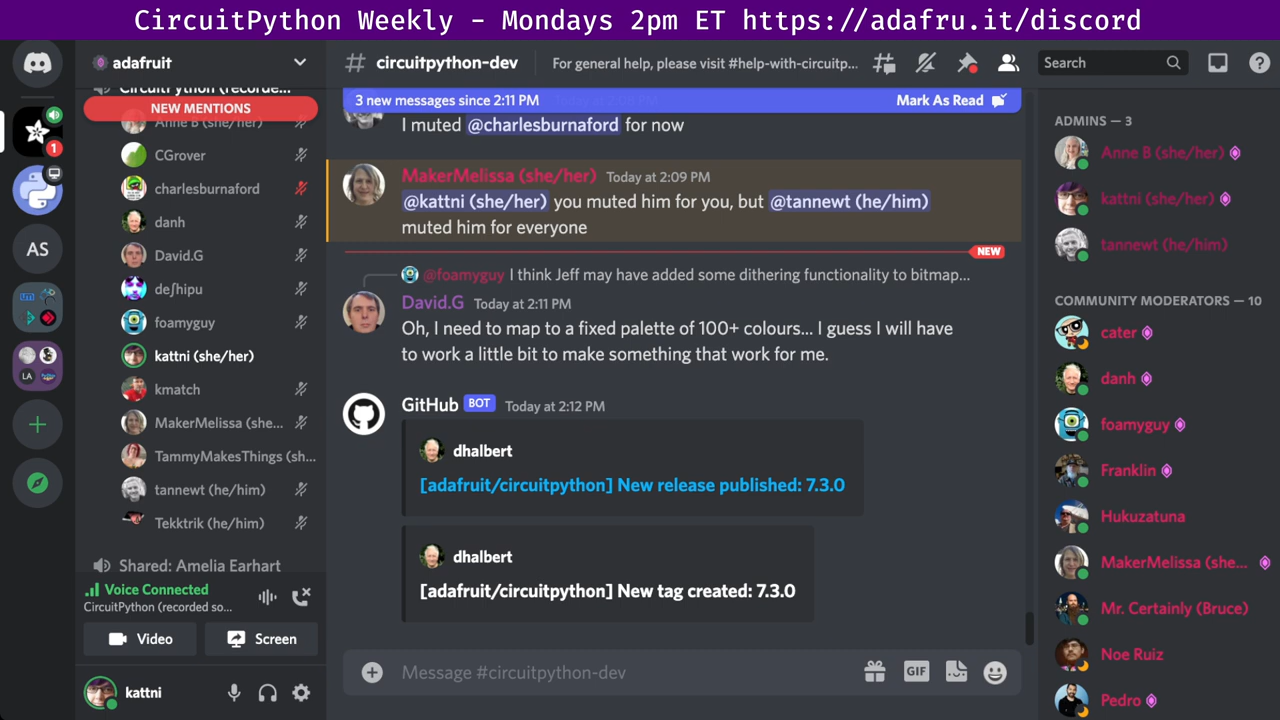 CircuitPython Weekly - Mondays 2pm ET https://adafru.it/discord
adafruit
CircuitPython (recorde...
NEW MENTIONS
Anne B (she/her)
CGrover
charlesburnaford
danh
David.G
deʃhipu
foamyguy
kattni (she/her)
kmatch
MakerMelissa (she...
TammyMakesThings (sh...
tannewt (he/him)
Tekktrik (he/him)
Shared: Amelia Earhart
Voice Connected
CircuitPython (recorded so...
Video
Screen
kattni
1
AS
LA
# circuitpython-dev
For general help, please visit #help-with-circuitp...
Search
3 new messages since 2:11 PM
Mark As Read
I muted @charlesburnaford for now
MakerMelissa (she/her) Today at 2:09 PM
@kattni (she/her) you muted him for you, but @tannewt (he/him)
muted him for everyone
NEW
@foamyguy I think Jeff may have added some dithering functionality to bitmap...
David.G Today at 2:11 PM
Oh, I need to map to a fixed palette of 100+ colours... I guess I will have
to work a little bit to make something that work for me.
GitHub BOT Today at 2:12 PM
dhalbert
[adafruit/circuitpython] New release published: 7.3.0
dhalbert
[adafruit/circuitpython] New tag created: 7.3.0
Message #circuitpython-dev
GIF
ADMINS — 3
Anne B (she/her)
kattni (she/her)
tannewt (he/him)
COMMUNITY MODERATORS — 10
cater
danh
foamyguy
Franklin
Hukuzatuna
MakerMelissa (she...
Mr. Certainly (Bruce)
Noe Ruiz
Pedro